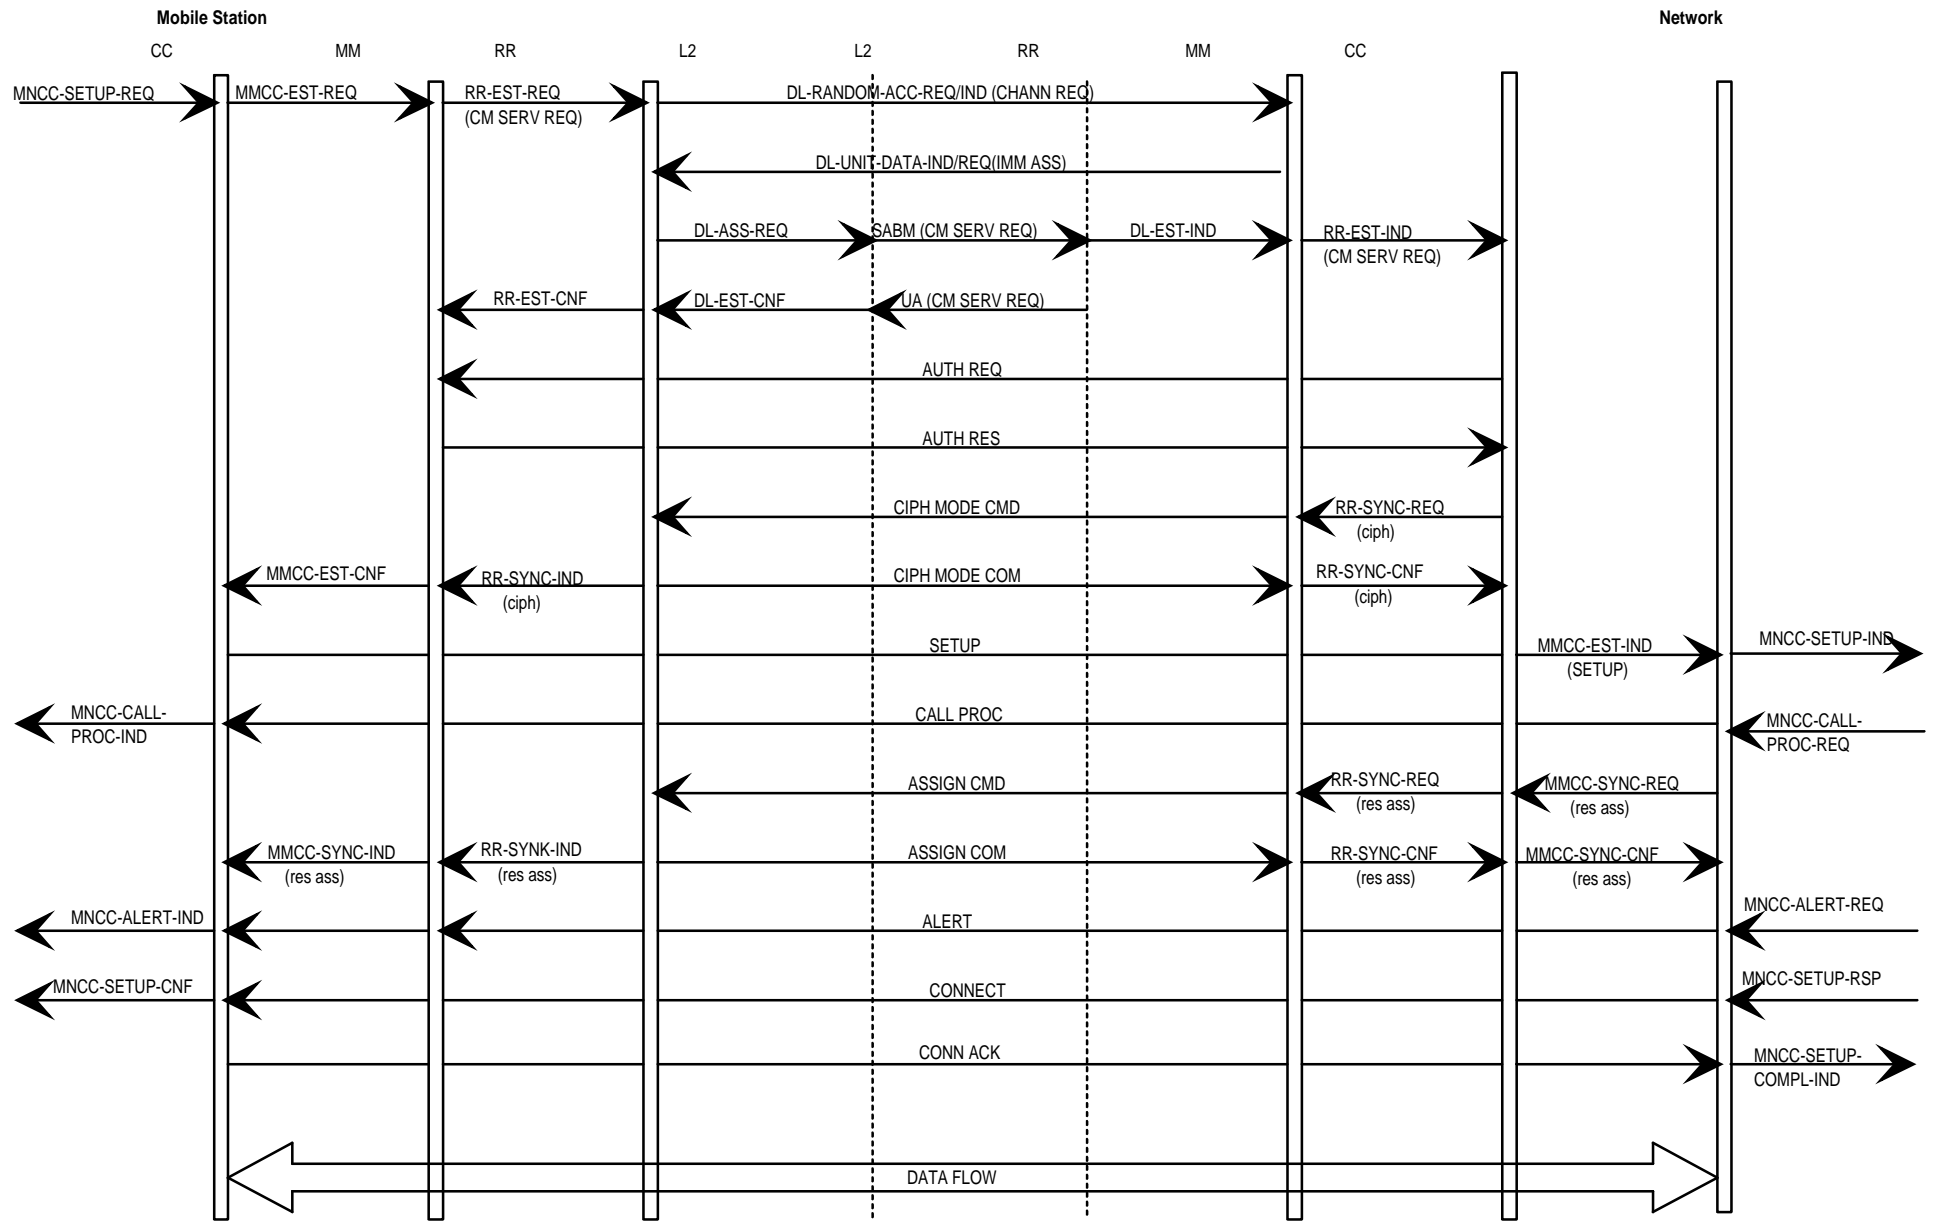 Mobile Station Network
CC MM RR L2 L2 RR MM CC
MNCC-SETUP-REQ MMCC-EST-REQ RR-EST-REQ DL-RANDOM-ACC-REQ/IND (CHANN REQ)
(CM SERV REQ)
DL-UNIT-DATA-IND/REQ(IMM ASS)
DL-ASS-REQ SABM (CM SERV REQ) DL-EST-IND RR-EST-IND
(CM SERV REQ)
RR-EST-CNF DL-EST-CNF UA (CM SERV REQ)
AUTH REQ
AUTH RES
CIPH MODE CMD RR-SYNC-REQ
(ciph)
MMCC-EST-CNF RR-SYNC-IND CIPH MODE COM RR-SYNC-CNF
(ciph) (ciph)
SETUP MMCC-EST-IND MNCC-SETUP-IND
(SETUP)
MNCC-CALL- CALL PROC MNCC-CALL-
PROC-IND PROC-REQ
ASSIGN CMD RR-SYNC-REQ MMCC-SYNC-REQ
(res ass) (res ass)
MMCC-SYNC-IND RR-SYNK-IND ASSIGN COM RR-SYNC-CNF MMCC-SYNC-CNF
(res ass) (res ass) (res ass) (res ass)
MNCC-ALERT-IND ALERT MNCC-ALERT-REQ
MNCC-SETUP-CNF CONNECT MNCC-SETUP-RSP
CONN ACK MNCC-SETUP-
COMPL-IND
DATA FLOW